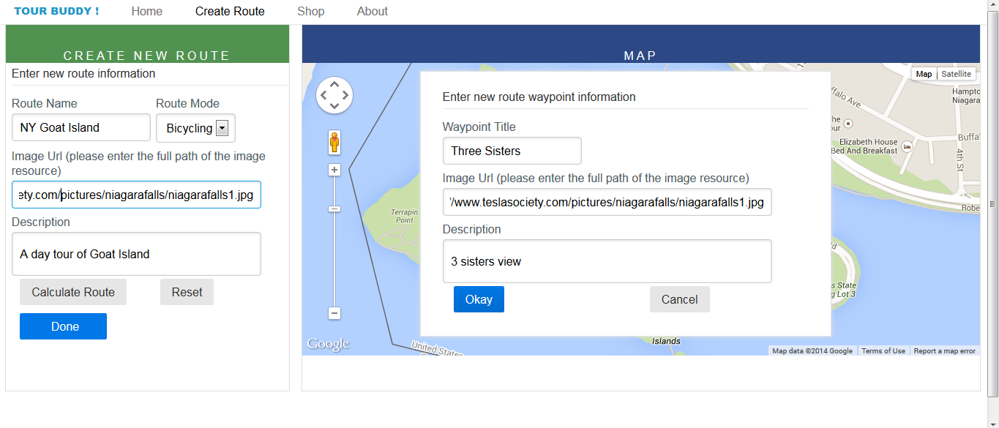 TOUR BUDDY ! Home Create Route Shop About
CREATE NEW ROUTE
Enter new route information
Route Name Route Mode
NY Goat Island Bicycling
Image Url (please enter the full path of the image
resource)
ety.com/pictures/niagarafalls/niagarafalls1.jpg
Description
A day tour of Goat Island
Calculate Route Reset
Done
MAP
Map Satellite
Enter new route waypoint information
Waypoint Title
Three Sisters
Image Url (please enter the full path of the image resource)
/www.teslasociety.com/pictures/niagarafalls/niagarafalls1.jpg
Description
3 sisters view
Okay Cancel
Terrapin
Point
ffalo Ave
Hampto
Niagara
he
our
Elizabeth House
Bed And Breakfast
Buffa
4th St
Robe
Rd
s State
g Lot 3
Islands
United States
Google
Map data ©2014 Google Terms of Use Report a map error